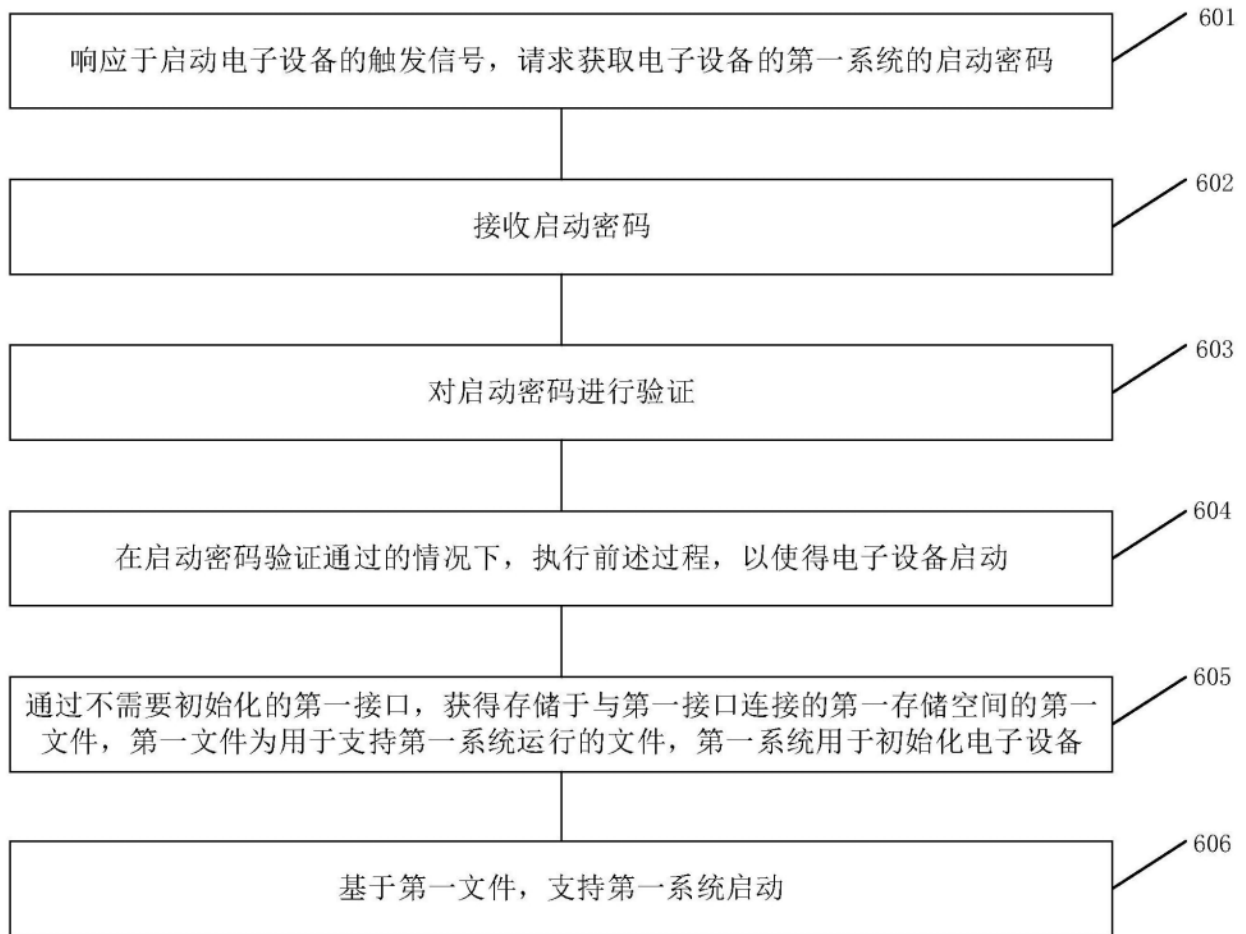 601
响应于启动电子设备的触发信号，请求获取电子设备的第一系统的启动密码
602
接收启动密码
603
对启动密码进行验证
604
在启动密码验证通过的情况下，执行前述过程，以使得电子设备启动
605
通过不需要初始化的第一接口，获得存储于与第一接口连接的第一存储空间的第一
文件，第一文件为用于支持第一系统运行的文件，第一系统用于初始化电子设备
606
基于第一文件，支持第一系统启动